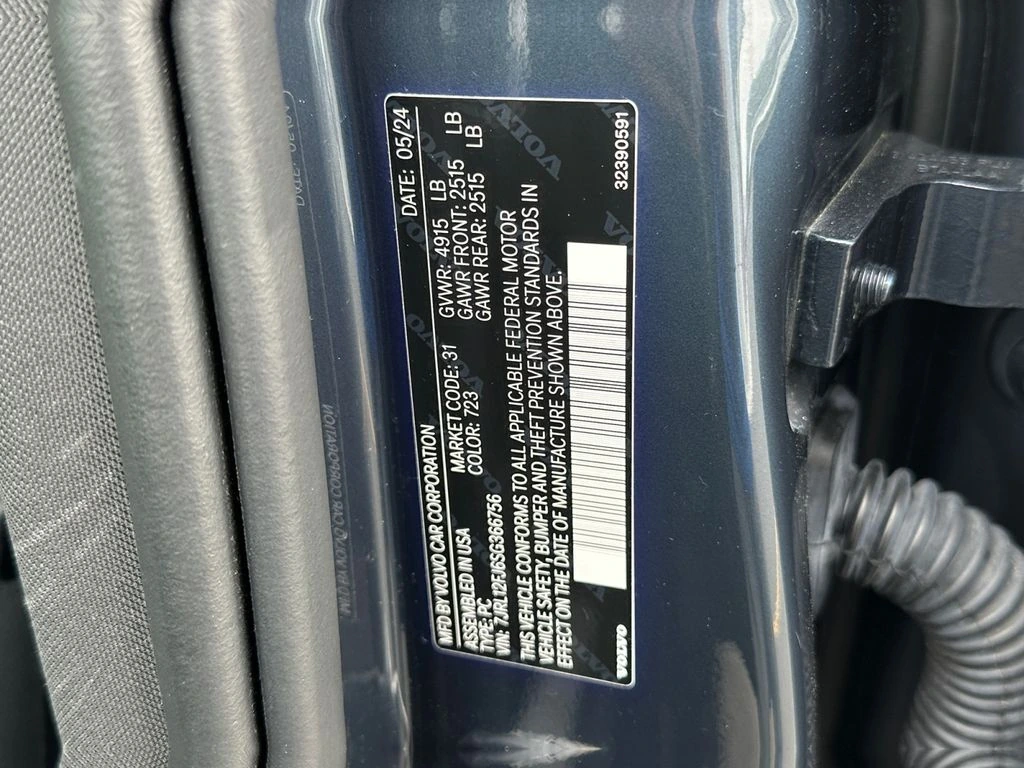 MFD BY VOLVO CAR CORPORATION
DATE: 05/24
ASSEMBLED IN USA
MARKET CODE: 31
GVWR: 4915 LB
TYPE: PC
COLOR: 723
GAWR FRONT: 2515 LB
VIN: 7JRL12FJ6SG366756
GAWR REAR: 2515 LB
THIS VEHICLE CONFORMS TO ALL APPLICABLE FEDERAL MOTOR
VEHICLE SAFETY, BUMPER AND THEFT PREVENTION STANDARDS IN
EFFECT ON THE DATE OF MANUFACTURE SHOWN ABOVE.
VOLVO
32390591